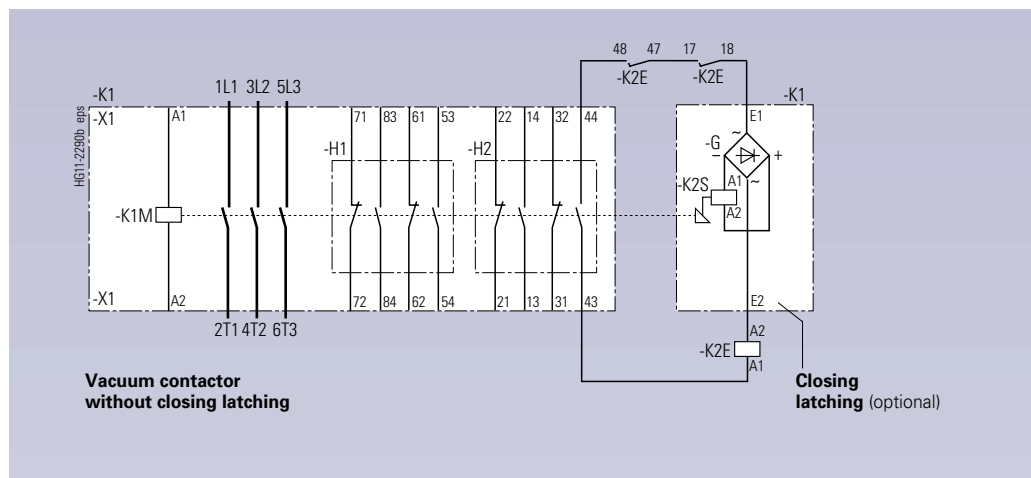 48 47 17 18
-K2E -K2E
1L1 3L2 5L3
-K1 -K1
-X1 A1 71 83 61 53 22 14 32 44 E1
HG11-2290b eps
-H1 -H2 -G ~
− +
~
-K2S A1
A2
-K1M
-X1 A2 72 84 62 54 21 13 31 43 E2
2T1 4T2 6T3
A2
-K2E
A1
Vacuum contactor
without closing latching
Closing
latching (optional)